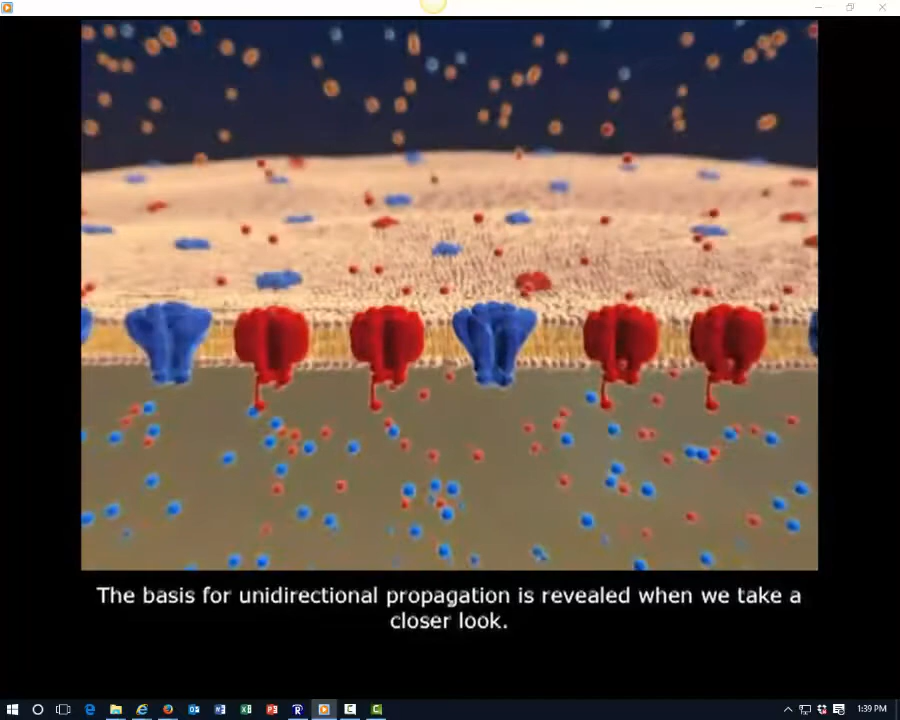 The basis for unidirectional propagation is revealed when we take a
closer look.
1:39 PM